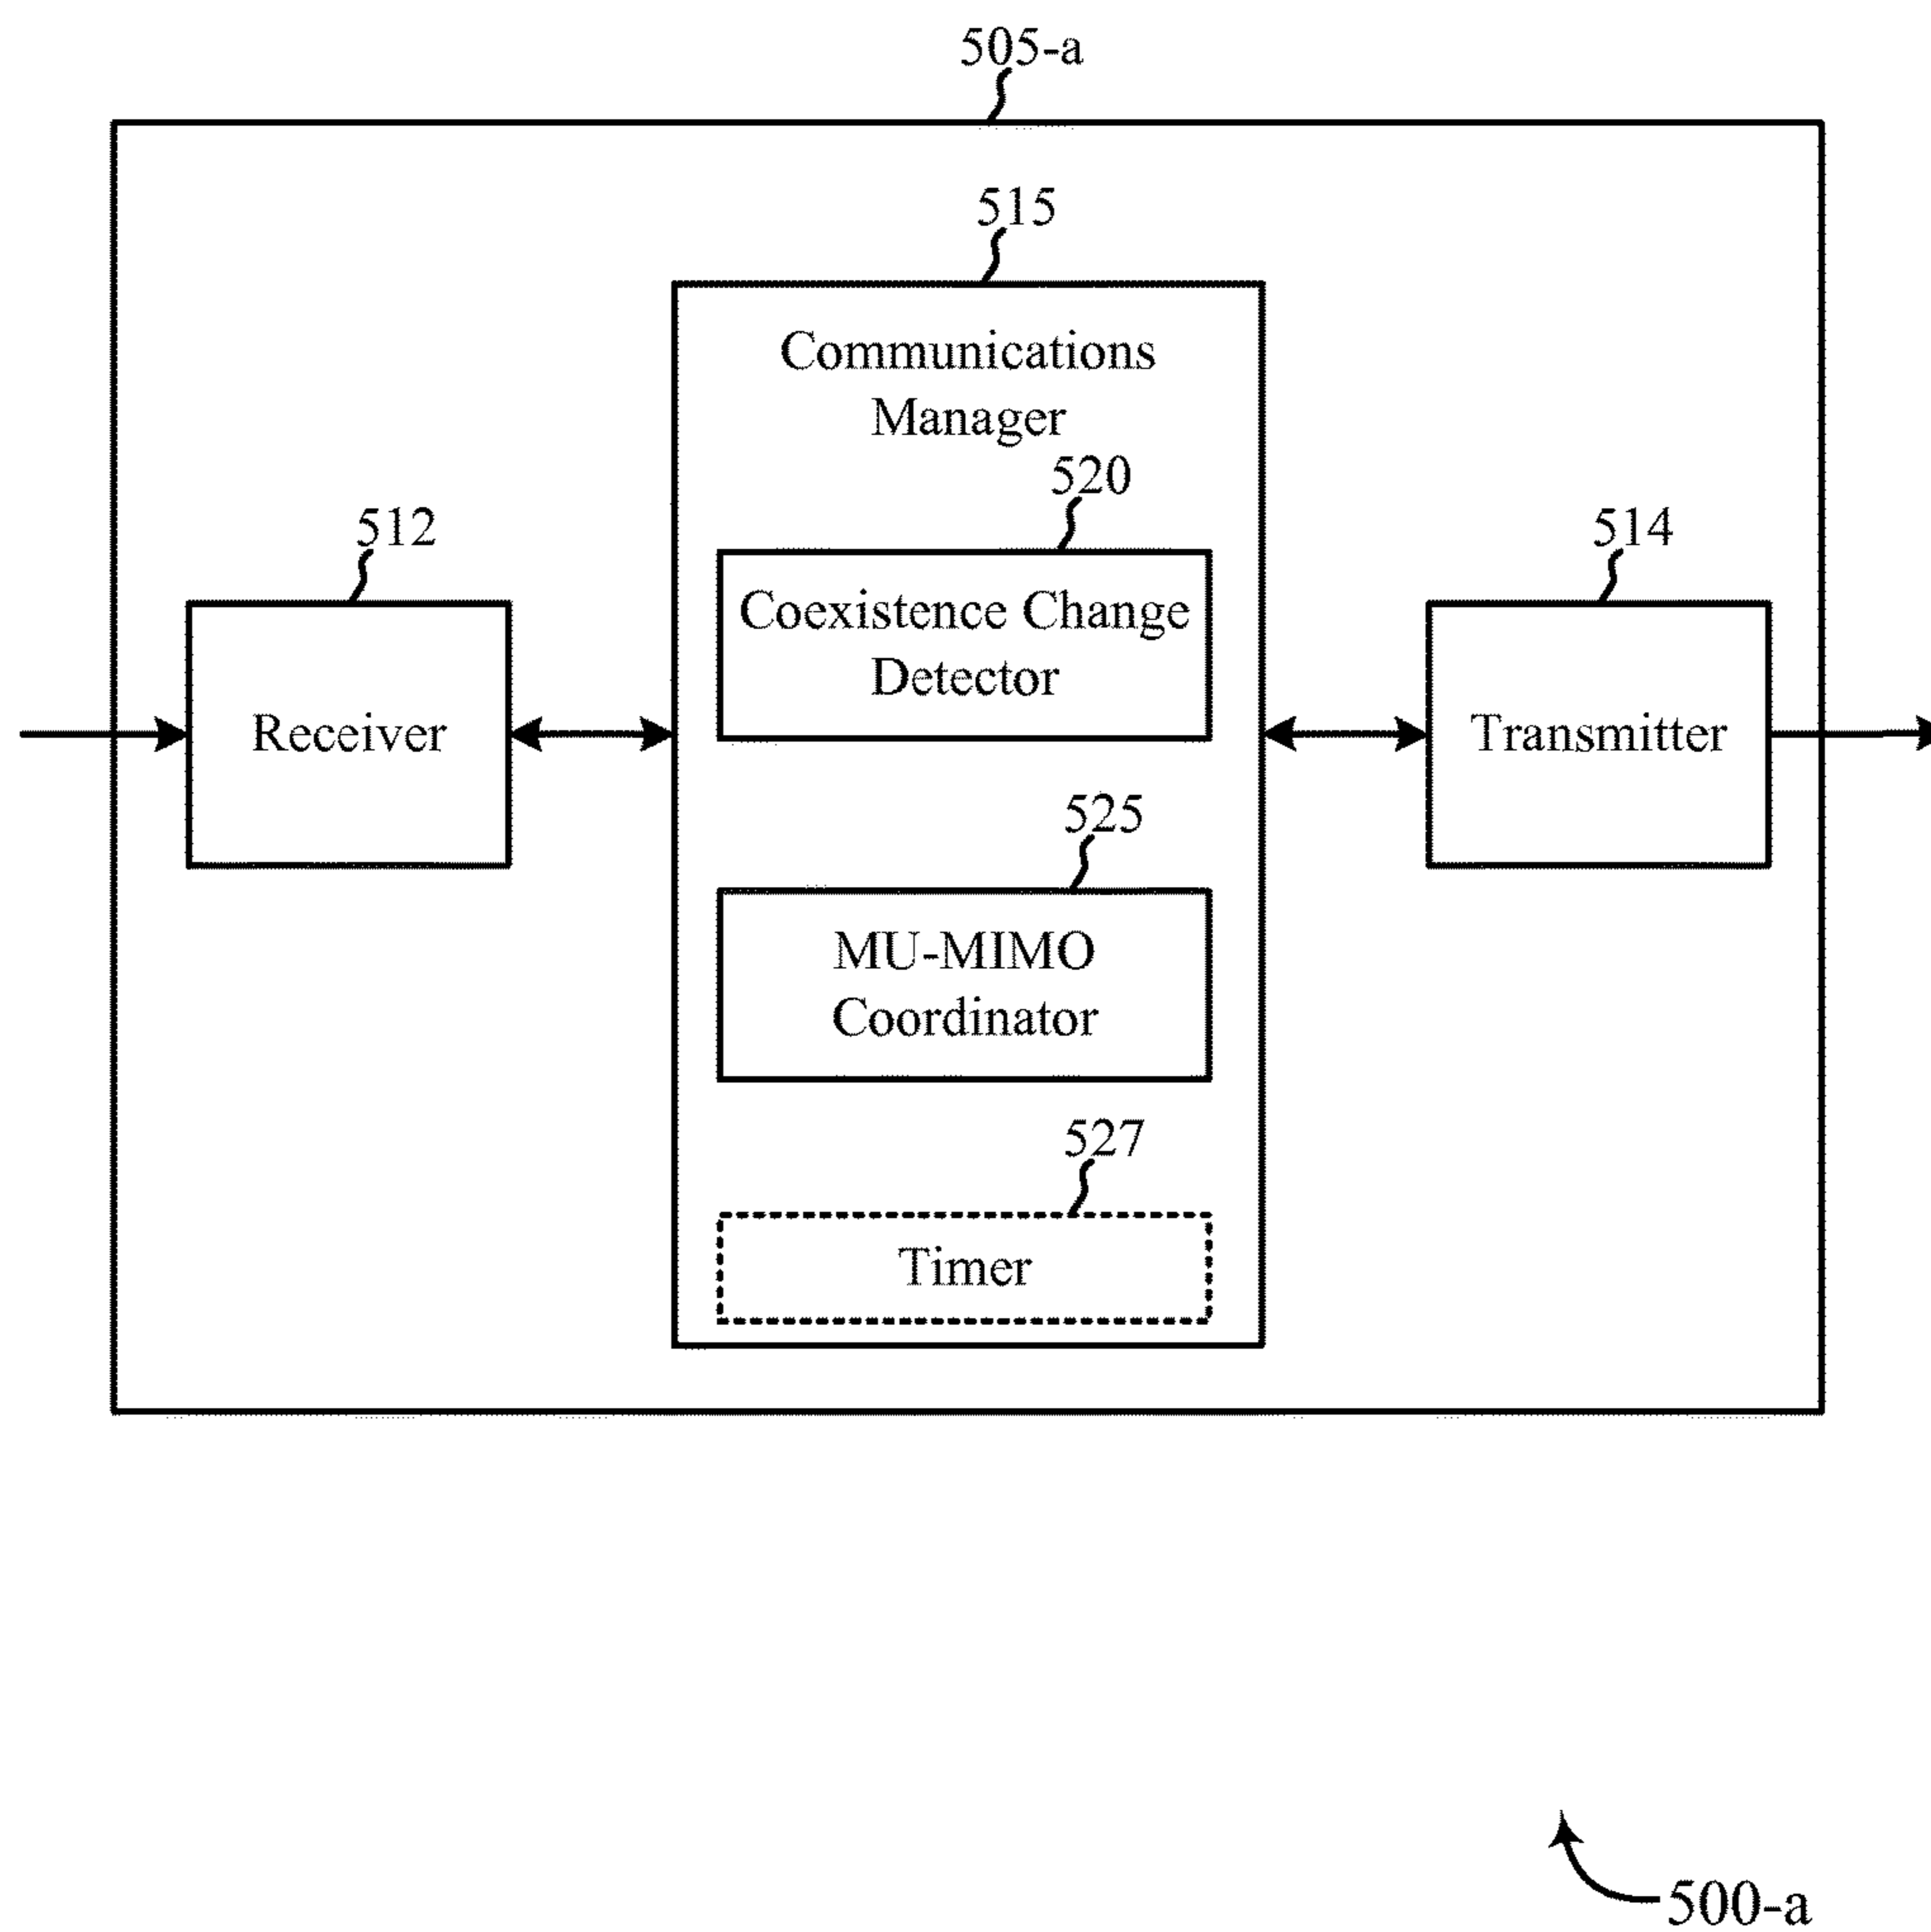 505-a
515
Communications
Manager
520
Coexistence Change
Detector
512
Receiver
514
Transmitter
525
MU-MIMO
Coordinator
527
Timer
500-a